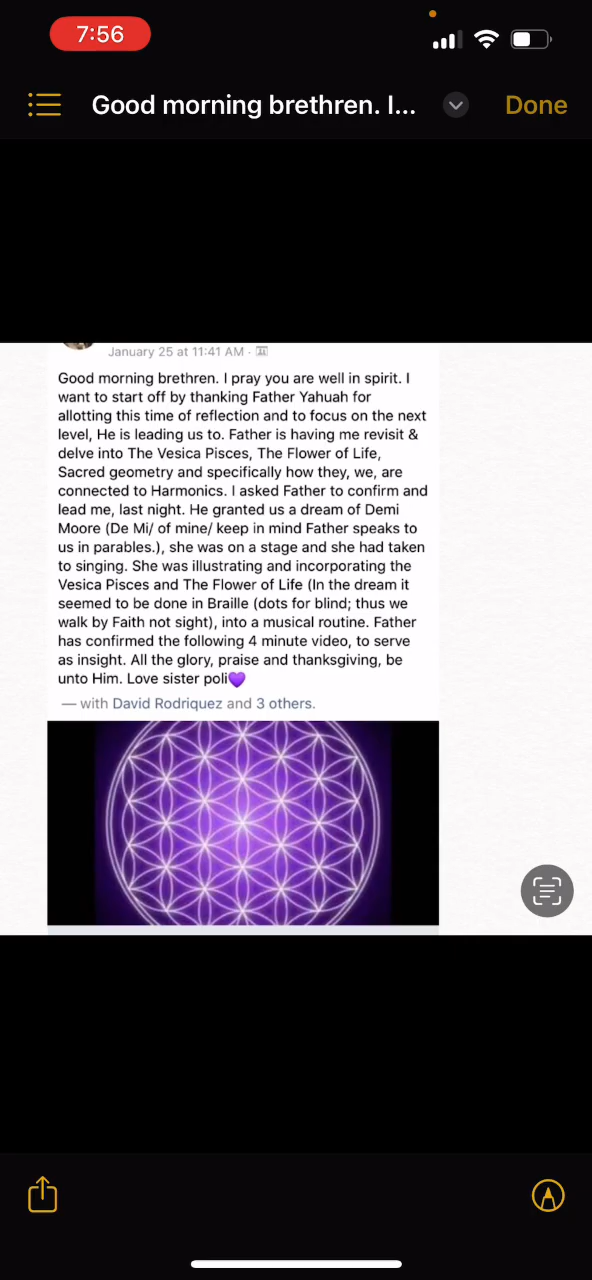 7:56
Good morning brethren. I...
Done
January 25 at 11:41 AM ·
Good morning brethren. I pray you are well in spirit. I
want to start off by thanking Father Yahuah for
allotting this time of reflection and to focus on the next
level, He is leading us to. Father is having me revisit &
delve into The Vesica Pisces, The Flower of Life,
Sacred geometry and specifically how they, we, are
connected to Harmonics. I asked Father to confirm and
lead me, last night. He granted us a dream of Demi
Moore (De Mi/ of mine/ keep in mind Father speaks to
us in parables.), she was on a stage and she had taken
to singing. She was illustrating and incorporating the
Vesica Pisces and The Flower of Life (In the dream it
seemed to be done in Braille (dots for blind; thus we
walk by Faith not sight), into a musical routine. Father
has confirmed the following 4 minute video, to serve
as insight. All the glory, praise and thanksgiving, be
unto Him. Love sister poli💜
— with David Rodriquez and 3 others.